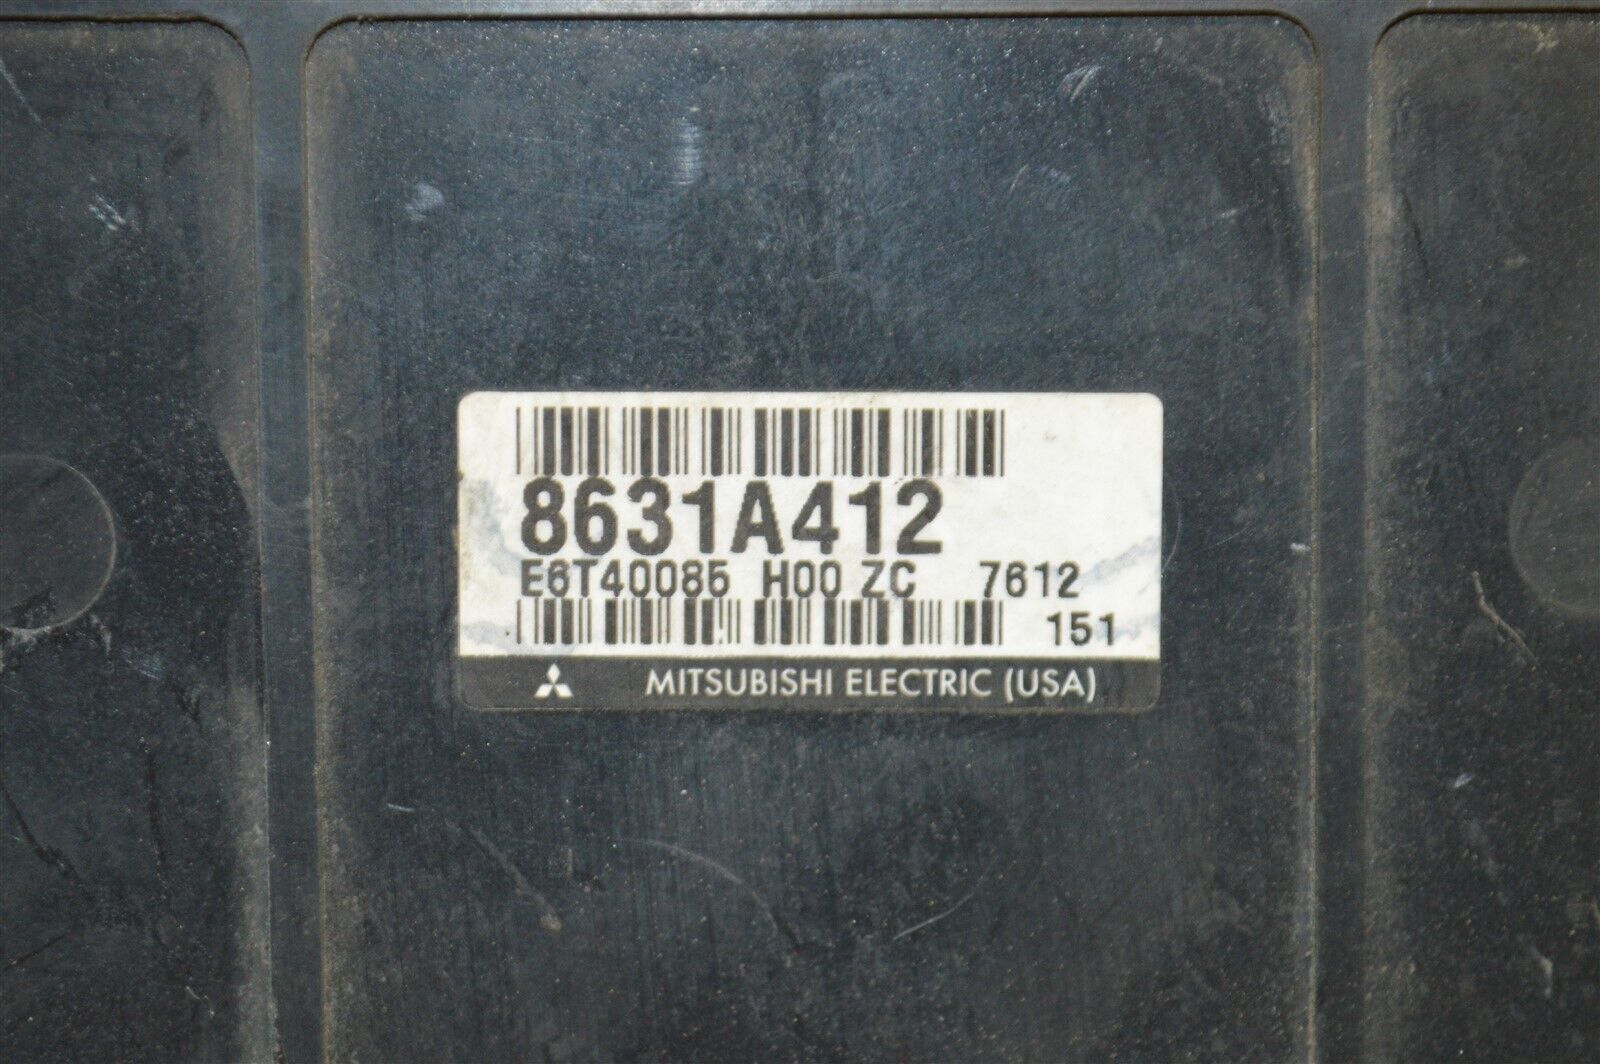 8631A412
E6T40085 H00 ZC 7612
151
MITSUBISHI ELECTRIC (USA)